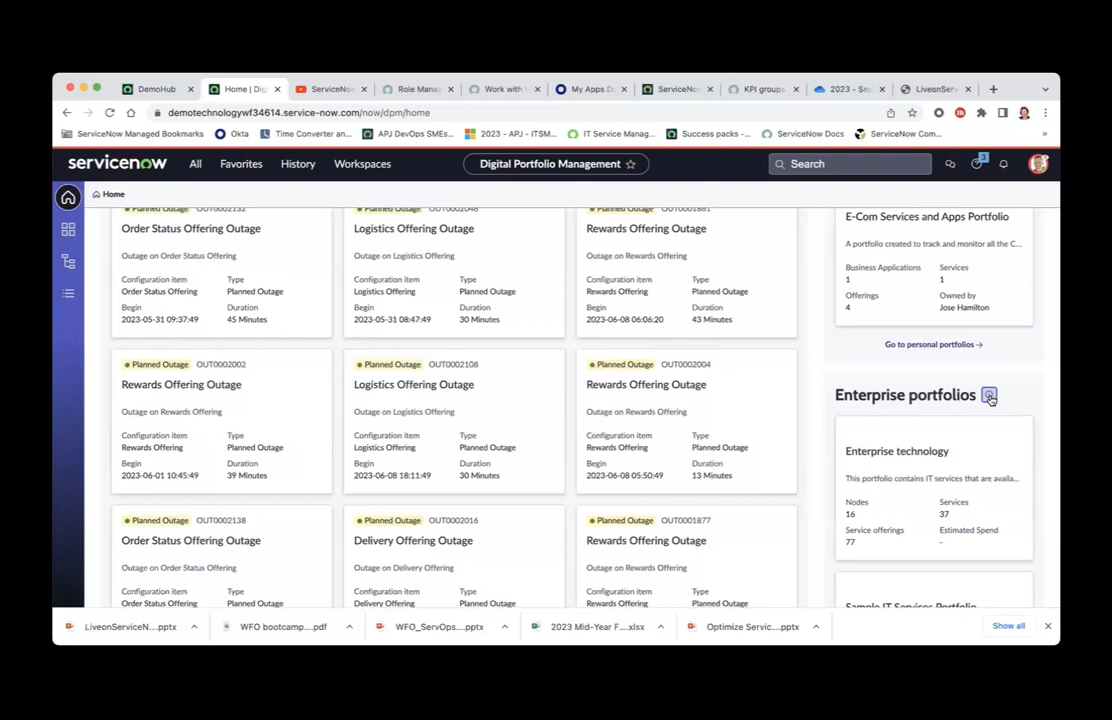 DemoHub
Home | Dig
ServiceNow
Role Manag
Work with
My Apps D
ServiceNov
KPI groups
2023 - Ses
LiveonServ
demotechnologywf34614.service-now.com/now/dpm/home
ServiceNow Managed Bookmarks
Okta
Time Converter an...
APJ DevOps SMEs...
2023 - APJ - ITSM...
IT Service Manag...
Success packs -...
ServiceNow Docs
ServiceNow Com...
servicenow
All
Favorites
History
Workspaces
Digital Portfolio Management
Search
3
Home
Planned Outage OUT0002132
Order Status Offering Outage
Outage on Order Status Offering
Configuration item Type
Order Status Offering Planned Outage
Begin Duration
2023-05-31 09:37:49 45 Minutes
Planned Outage OUT0002048
Logistics Offering Outage
Outage on Logistics Offering
Configuration item Type
Logistics Offering Planned Outage
Begin Duration
2023-05-31 08:47:49 30 Minutes
Planned Outage OUT0001881
Rewards Offering Outage
Outage on Rewards Offering
Configuration item Type
Rewards Offering Planned Outage
Begin Duration
2023-06-08 06:06:20 43 Minutes
Planned Outage OUT0002002
Rewards Offering Outage
Outage on Rewards Offering
Configuration item Type
Rewards Offering Planned Outage
Begin Duration
2023-06-01 10:45:49 39 Minutes
Planned Outage OUT0002108
Logistics Offering Outage
Outage on Logistics Offering
Configuration item Type
Logistics Offering Planned Outage
Begin Duration
2023-06-08 18:11:49 30 Minutes
Planned Outage OUT0002004
Rewards Offering Outage
Outage on Rewards Offering
Configuration item Type
Rewards Offering Planned Outage
Begin Duration
2023-06-08 05:50:49 13 Minutes
Planned Outage OUT0002138
Order Status Offering Outage
Outage on Order Status Offering
Configuration item Type
Order Status Offering Planned Outage
Planned Outage OUT0002016
Delivery Offering Outage
Outage on Delivery Offering
Configuration item Type
Delivery Offering Planned Outage
Planned Outage OUT0001877
Rewards Offering Outage
Outage on Rewards Offering
Configuration item Type
Rewards Offering Planned Outage
E-Com Services and Apps Portfolio
A portfolio created to track and monitor all the C...
Business Applications Services
1 1
Offerings Owned by
4 Jose Hamilton
Go to personal portfolios
Enterprise portfolios
Enterprise technology
This portfolio contains IT services that are availa...
Nodes Services
16 37
Service offerings Estimated Spend
77 -
Sample IT Services Portfolio
LiveonServiceN....pptx
WFO bootcamp....pdf
WFO_ServOps....pptx
2023 Mid-Year F....xlsx
Optimize Servic....pptx
Show all